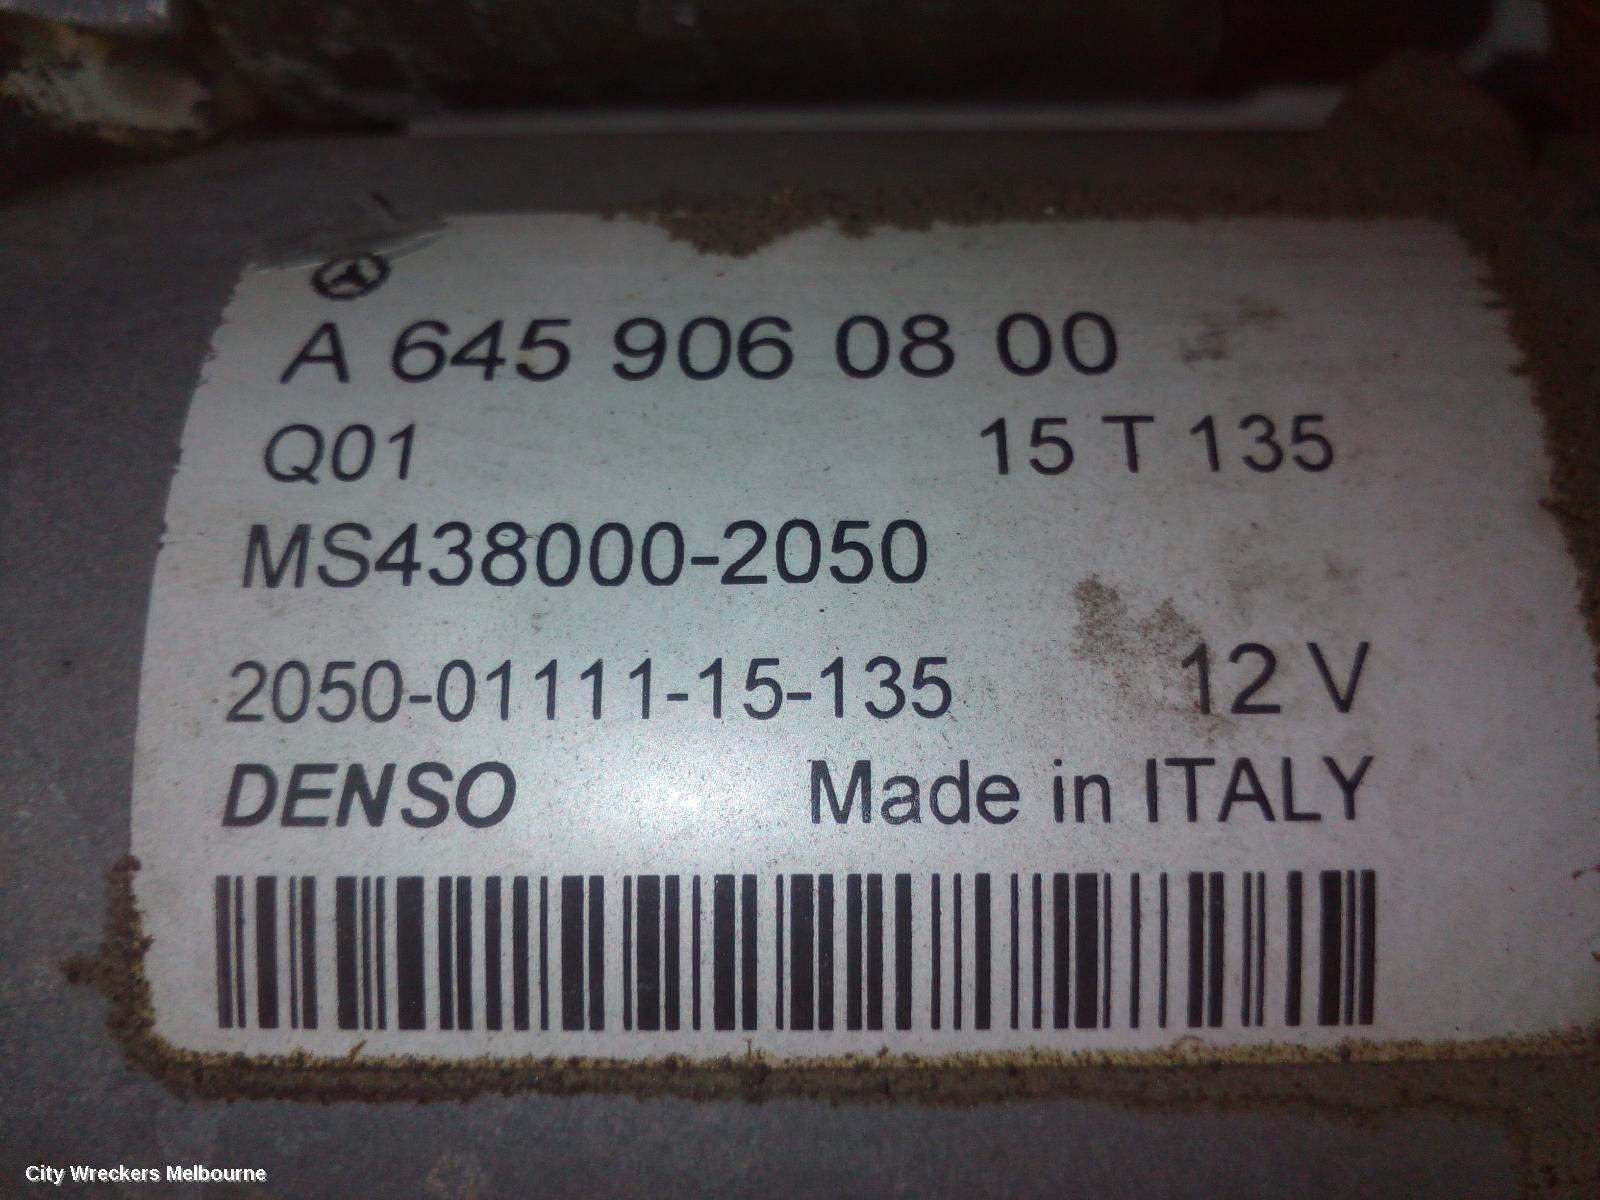 A 645 906 08 00
Q01 15 T 135
MS438000-2050
2050-01111-15-135 12 V
DENSO Made in ITALY
City Wreckers Melbourne